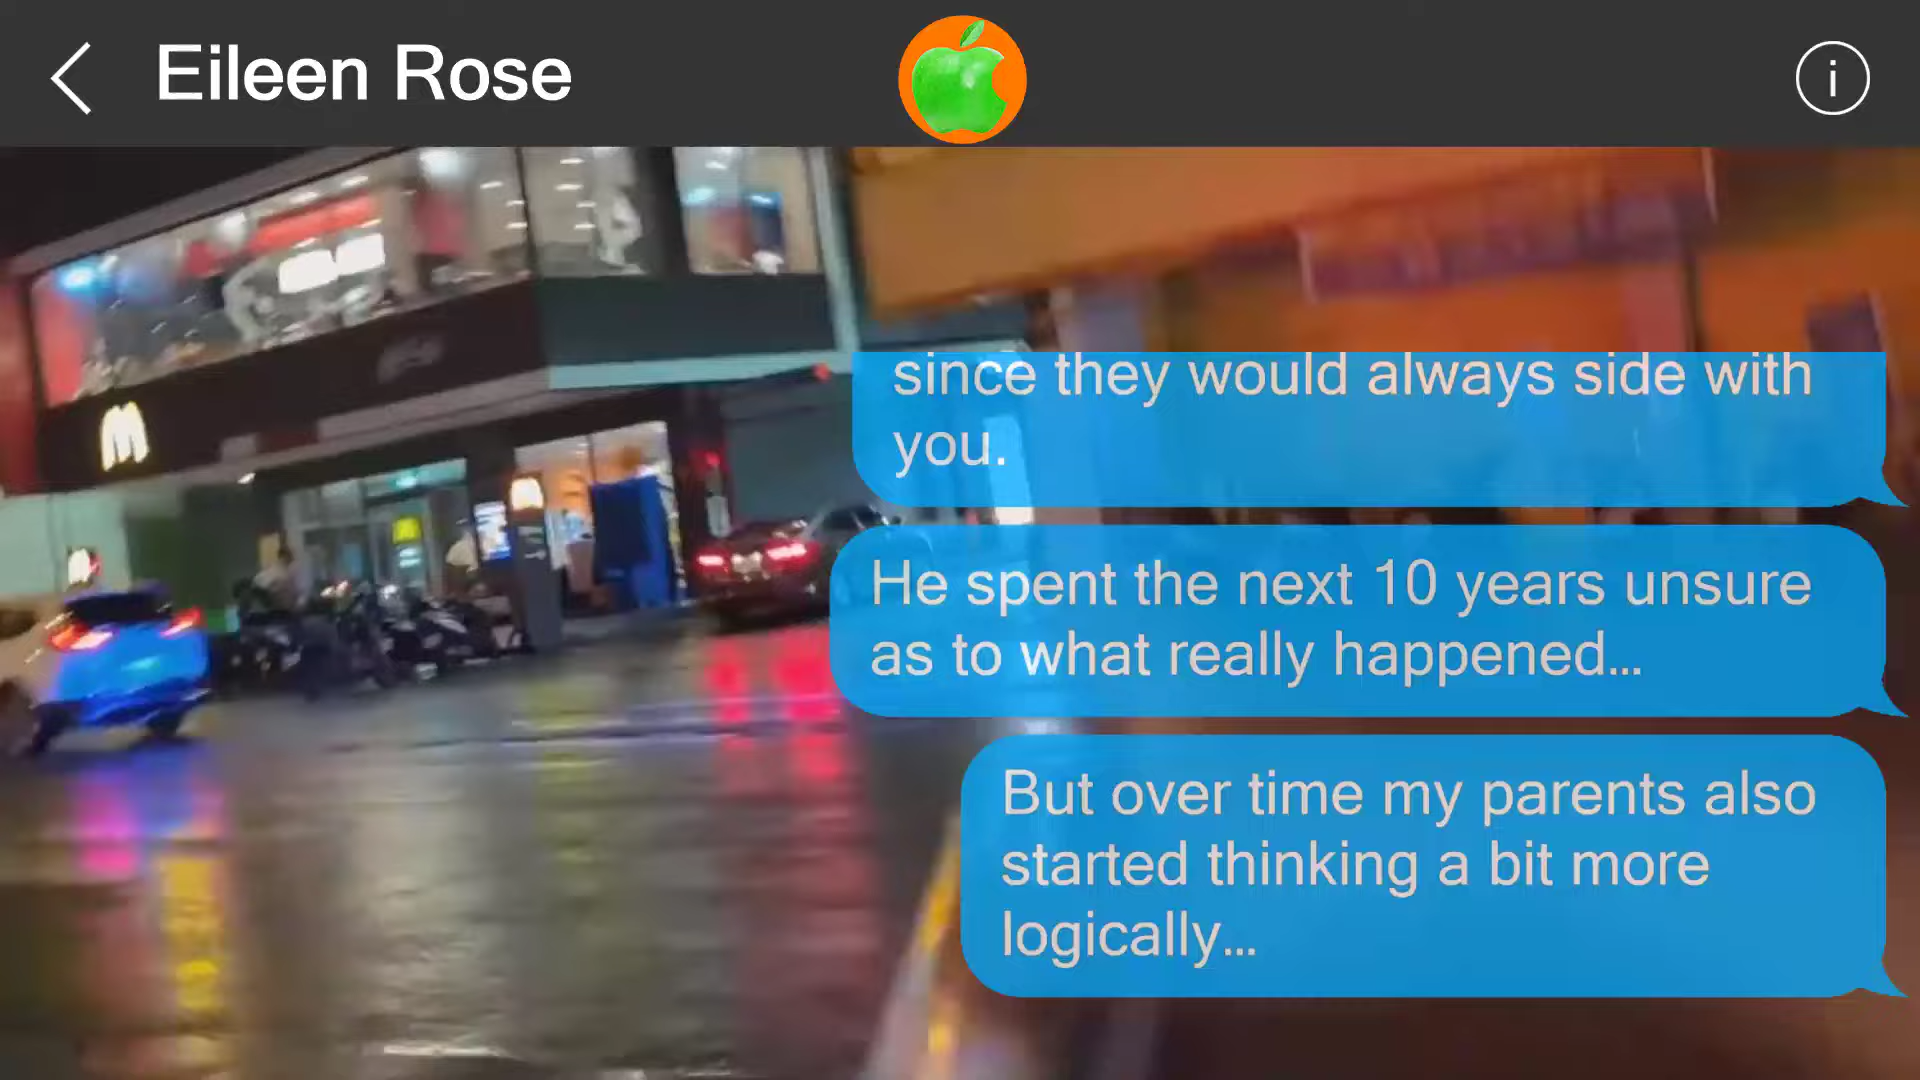 Eileen Rose
since they would always side with
you.
He spent the next 10 years unsure
as to what really happened...
But over time my parents also
started thinking a bit more
logically...